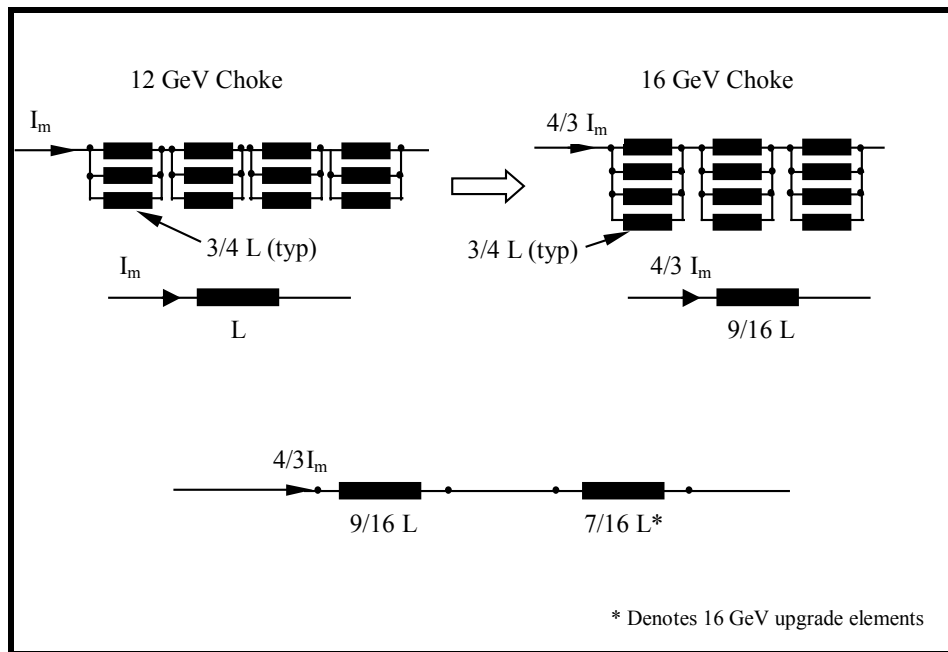 12 GeV Choke
16 GeV Choke
I_m
4/3 I_m
3/4 L (typ)
3/4 L (typ)
I_m
4/3 I_m
L
9/16 L
4/3I_m
9/16 L
7/16 L*
* Denotes 16 GeV upgrade elements